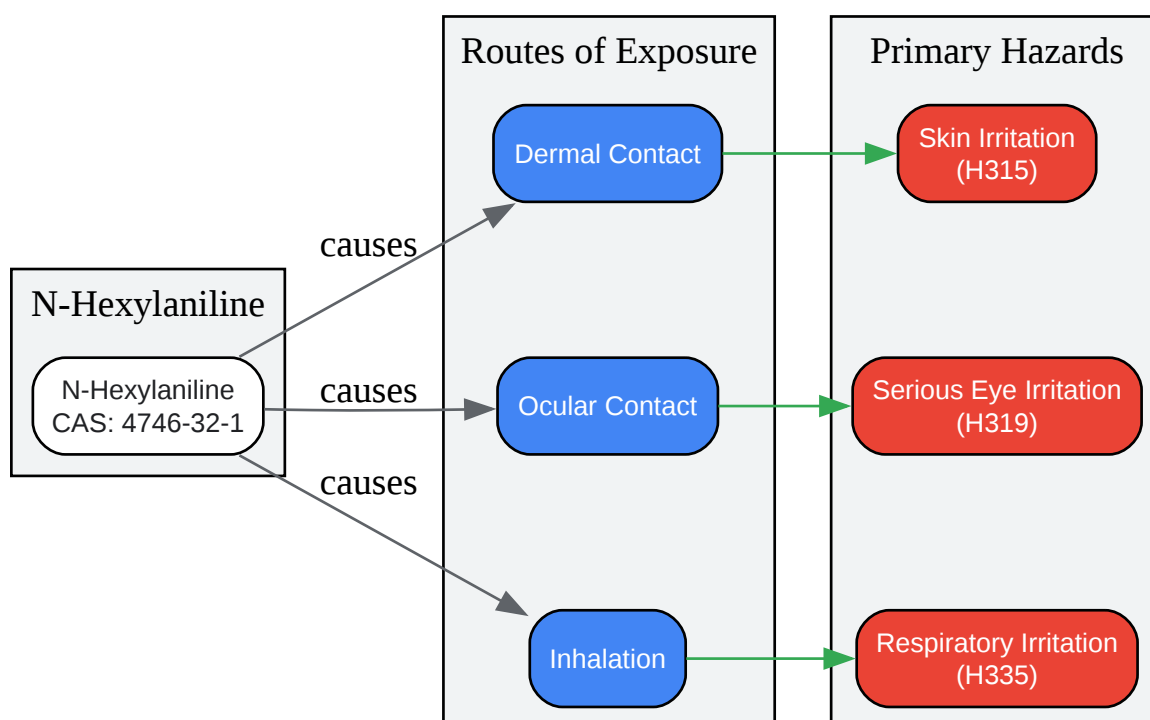 N-Hexylaniline
N-Hexylaniline
CAS: 4746-32-1
causes
causes
causes
Routes of Exposure
Dermal Contact
Ocular Contact
Inhalation
Primary Hazards
Skin Irritation
(H315)
Serious Eye Irritation
(H319)
Respiratory Irritation
(H335)